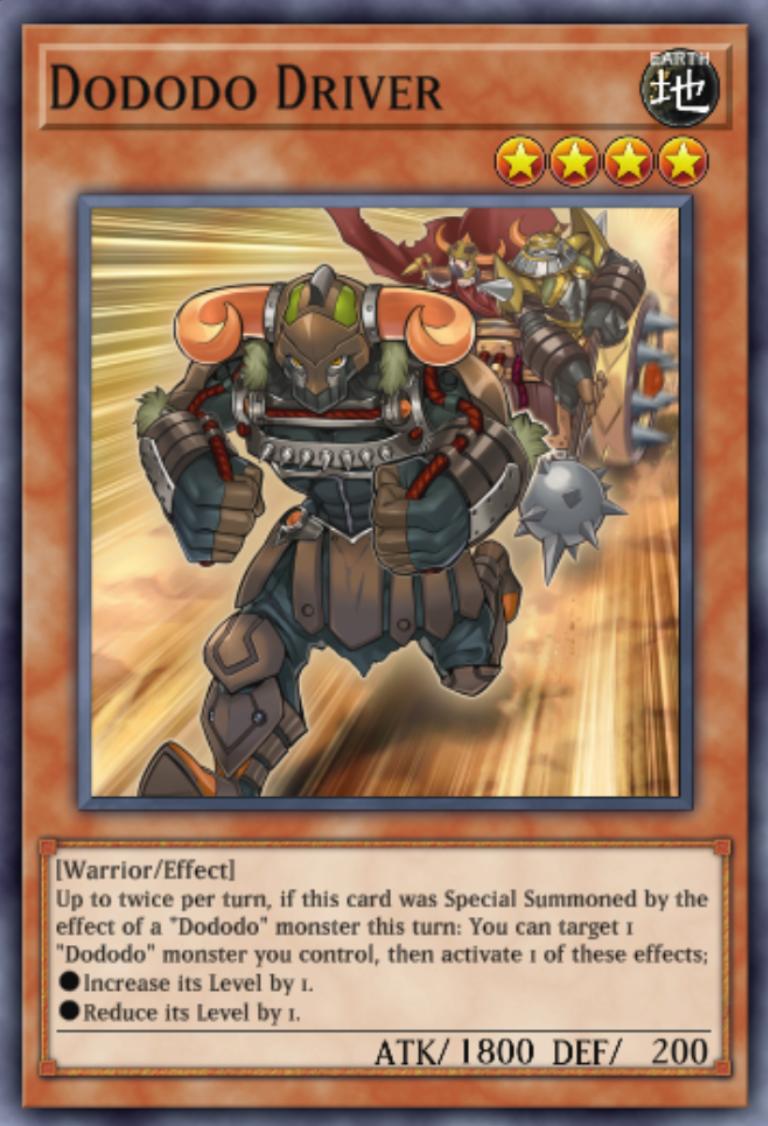 Dododo Driver
EARTH
地
[Warrior/Effect]
Up to twice per turn, if this card was Special Summoned by the
effect of a "Dododo" monster this turn: You can target 1
"Dododo" monster you control, then activate 1 of these effects;
●Increase its Level by 1.
●Reduce its Level by 1.
ATK/ 1800 DEF/ 200